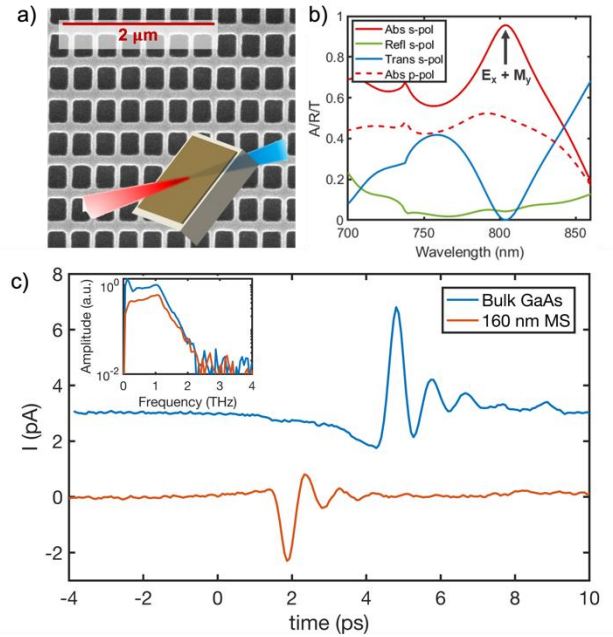 a)
2 μm
b)
Abs s-pol
Refl s-pol
Trans s-pol
Abs p-pol
Eₓ + Mᵧ
A/R/T
1
0.8
0.6
0.4
0.2
0
700
750
800
850
Wavelength (nm)
c)
8
6
4
2
0
-2
I (pA)
Amplitude (a.u.)
10⁰
10⁻²
0
1
2
3
4
Frequency (THz)
Bulk GaAs
160 nm MS
-4
-2
0
2
4
6
8
10
time (ps)